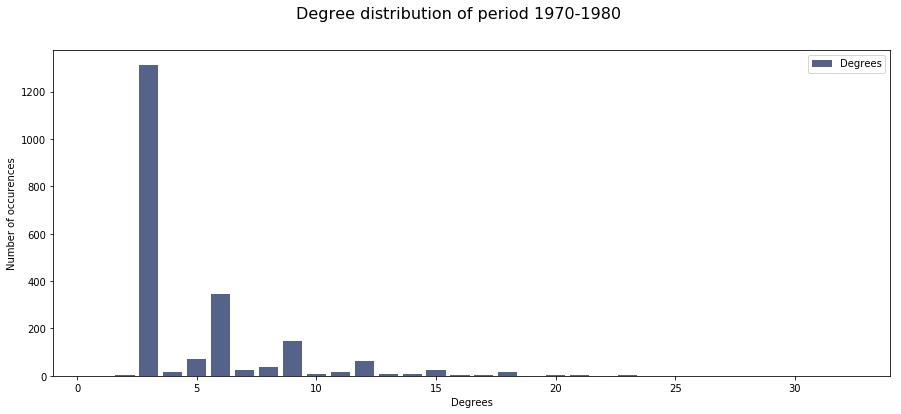 Degree distribution of period 1970-1980
Degrees
1200
1000
800
600
400
200
0
Number of occurences
0 5 10 15 20 25 30
Degrees